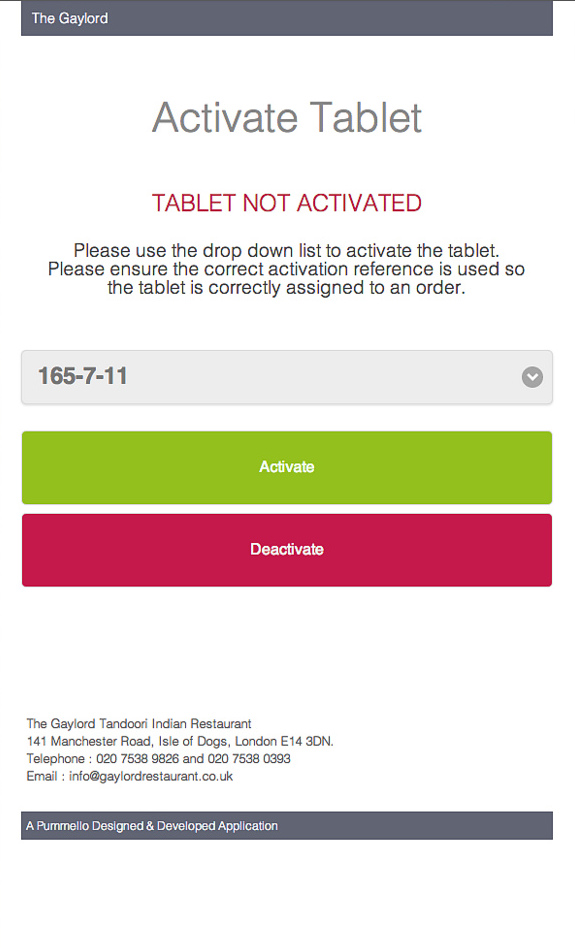 The Gaylord
Activate Tablet
TABLET NOT ACTIVATED
Please use the drop down list to activate the tablet.
Please ensure the correct activation reference is used so
the tablet is correctly assigned to an order.
165-7-11
Activate
Deactivate
The Gaylord Tandoori Indian Restaurant
141 Manchester Road, Isle of Dogs, London E14 3DN.
Telephone : 020 7538 9826 and 020 7538 0393
Email : info@gaylordrestaurant.co.uk
A Pummello Designed & Developed Application